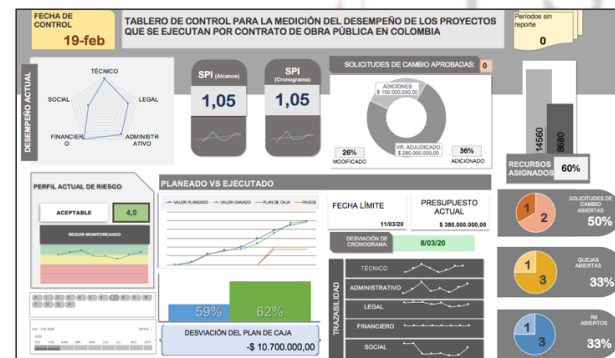 FECHA DE
CONTROL
19-feb
TABLERO DE CONTROL PARA LA MEDICIÓN DEL DESEMPEÑO DE LOS PROYECTOS
QUE SE EJECUTAN POR CONTRATO DE OBRA PÚBLICA EN COLOMBIA
Períodos sin
reporte
0
DESEMPEÑO ACTUAL
TÉCNICO
SOCIAL
LEGAL
FINANCIER
O
ADMINISTR
ATIVO
SPI (Alcance)
1,05
SPI
(Cronograma)
1,05
SOLICITUDES DE CAMBIO APROBADAS:
0
ADICIONES
$ 100.000.000,00
VR. ADJUDICADO
$ 280.000.000,00
26%
MODIFICADO
36%
ADICIONADO
14560
8680
RECURSOS
ASIGNADOS
60%
PERFIL ACTUAL DE RIESGO
ACEPTABLE
4,0
SEGUIR MONITOREANDO
PLANEADO VS EJECUTADO
VALOR PLANEADO
VALOR GANADO
PLAN DE CAJA
PAGOS
59%
62%
DESVIACIÓN DEL PLAN DE CAJA
-$ 10.700.000,00
FECHA LÍMITE
11/03/20
PRESUPUESTO
ACTUAL
$ 380.000.000,00
DESVIACIÓN DE
CRONOGRAMA:
8/03/20
TRAZABILIDAD
TÉCNICO
ADMINISTRATIVO
LEGAL
FINANCIERO
SOCIAL
1
2
SOLICITUDES DE
CAMBIO
ABIERTAS
50%
1
3
QUEJAS
ABIERTAS
33%
1
3
ABIERTAS
33%